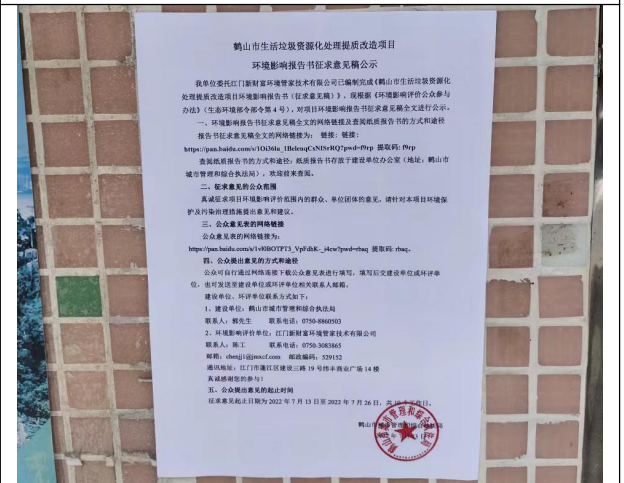 鹤山市生活垃圾资源化处理提质改造项目
环境影响报告书征求意见稿公示
我单位委托江门新财富环境管家技术有限公司已编制完成《鹤山市生活垃圾资源化
处理提质改造项目环境影响报告书（征求意见稿）》，现根据《环境影响评价公众参与
办法》（生态环境部令第4号），对项目环境影响报告书征求意见稿全文进行公示。
一、环境影响报告书征求意见稿全文的网络链接及查阅纸质报告书的方式和途径
报告书征求意见稿全文的网络链接为： 链接：链接：
提取码: f9rp
查阅纸质报告书的方式和途径：纸质报告书存放于建设单位办公室（地址：鹤山市
城市管理和综合执法局），欢迎前来查阅。
二、征求意见的公众范围
真诚征求项目环境影响评价范围内的群众、单位团体的意见。请针对本项目环境保
护及污染治理措施提出意见和建议。
三、公众意见表的网络链接
公众意见表的网络链接为：
提取码: rbaq。
四、公众提出意见的方式和途径
公众可自行通过网络连接下载公众意见表进行填写，填写后交建设单位或环评单
位，也可发送至建设单位或环评单位相关联系人邮箱。
建设单位、环评单位联系方式如下：
1、建设单位：鹤山市城市管理和综合执法局
联系人：郭先生 联系电话：0750-8860503
2、环境影响评价单位：江门新财富环境管家技术有限公司
联系人：陈工 联系电话：0750-3083865
邮箱：chenjj1@jmxcf.com 邮政编码：529152
通讯地址：江门市蓬江区建设三路19号纬丰商业广场14楼
真诚感谢您的参与！
五、公众提出意见的起止时间
征求意见起止日期为2022年7月13日至2022年7月26日，共10个工作日。
鹤山市城市管理和综合执法局